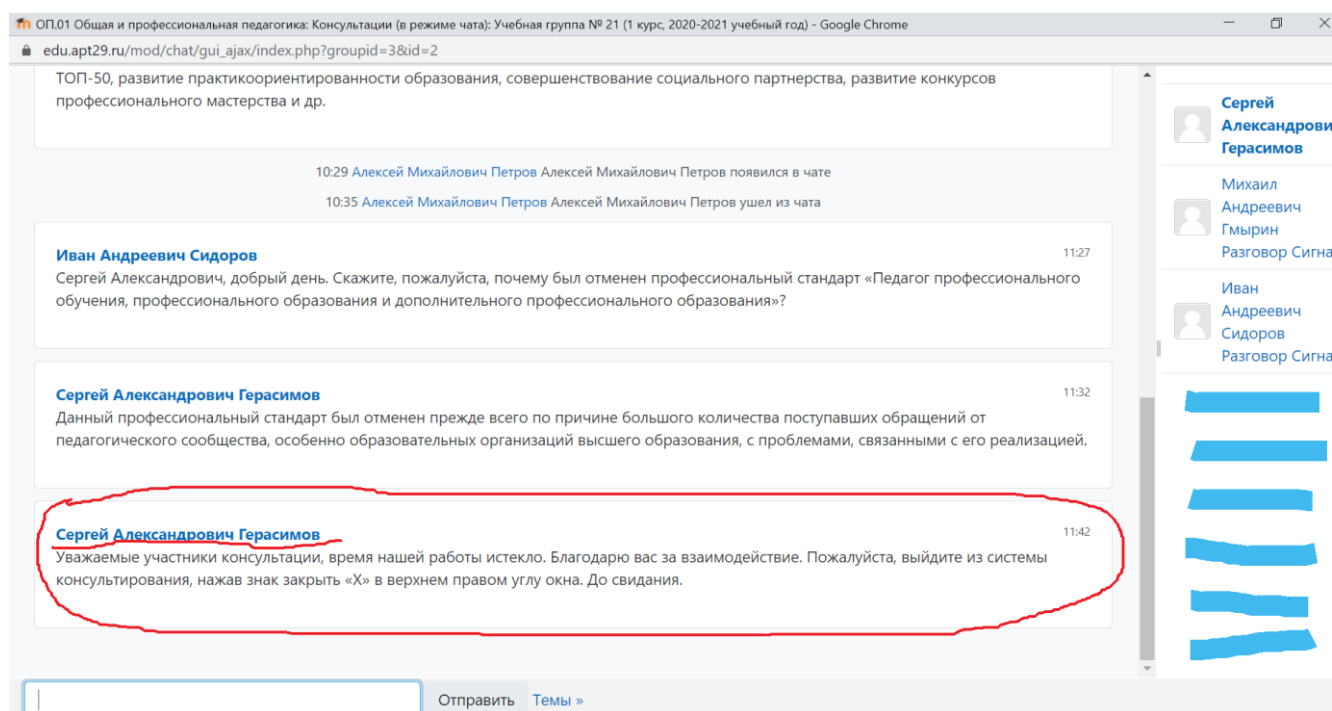 ОП.01 Общая и профессиональная педагогика: Консультации (в режиме чата): Учебная группа № 21 (1 курс, 2020-2021 учебный год) - Google Chrome
edu.apt29.ru/mod/chat/gui_ajax/index.php?groupid=3&id=2
ТОП-50, развитие практикоориентированности образования, совершенствование социального партнерства, развитие конкурсов
профессионального мастерства и др.
10:29 Алексей Михайлович Петров Алексей Михайлович Петров появился в чате
10:35 Алексей Михайлович Петров Алексей Михайлович Петров ушел из чата
Иван Андреевич Сидоров 11:27
Сергей Александрович, добрый день. Скажите, пожалуйста, почему был отменен профессиональный стандарт «Педагог профессионального
обучения, профессионального образования и дополнительного профессионального образования»?
Сергей Александрович Герасимов 11:32
Данный профессиональный стандарт был отменен прежде всего по причине большого количества поступавших обращений от
педагогического сообщества, особенно образовательных организаций высшего образования, с проблемами, связанными с его реализацией.
Сергей Александрович Герасимов 11:42
Уважаемые участники консультации, время нашей работы истекло. Благодарю вас за взаимодействие. Пожалуйста, выйдите из системы
консультирования, нажав знак закрыть «X» в верхнем правом углу окна. До свидания.
Отправить Темы »
Сергей
Александрови
Герасимов
Михаил
Андреевич
Гмырин
Разговор Сигна
Иван
Андреевич
Сидоров
Разговор Сигна